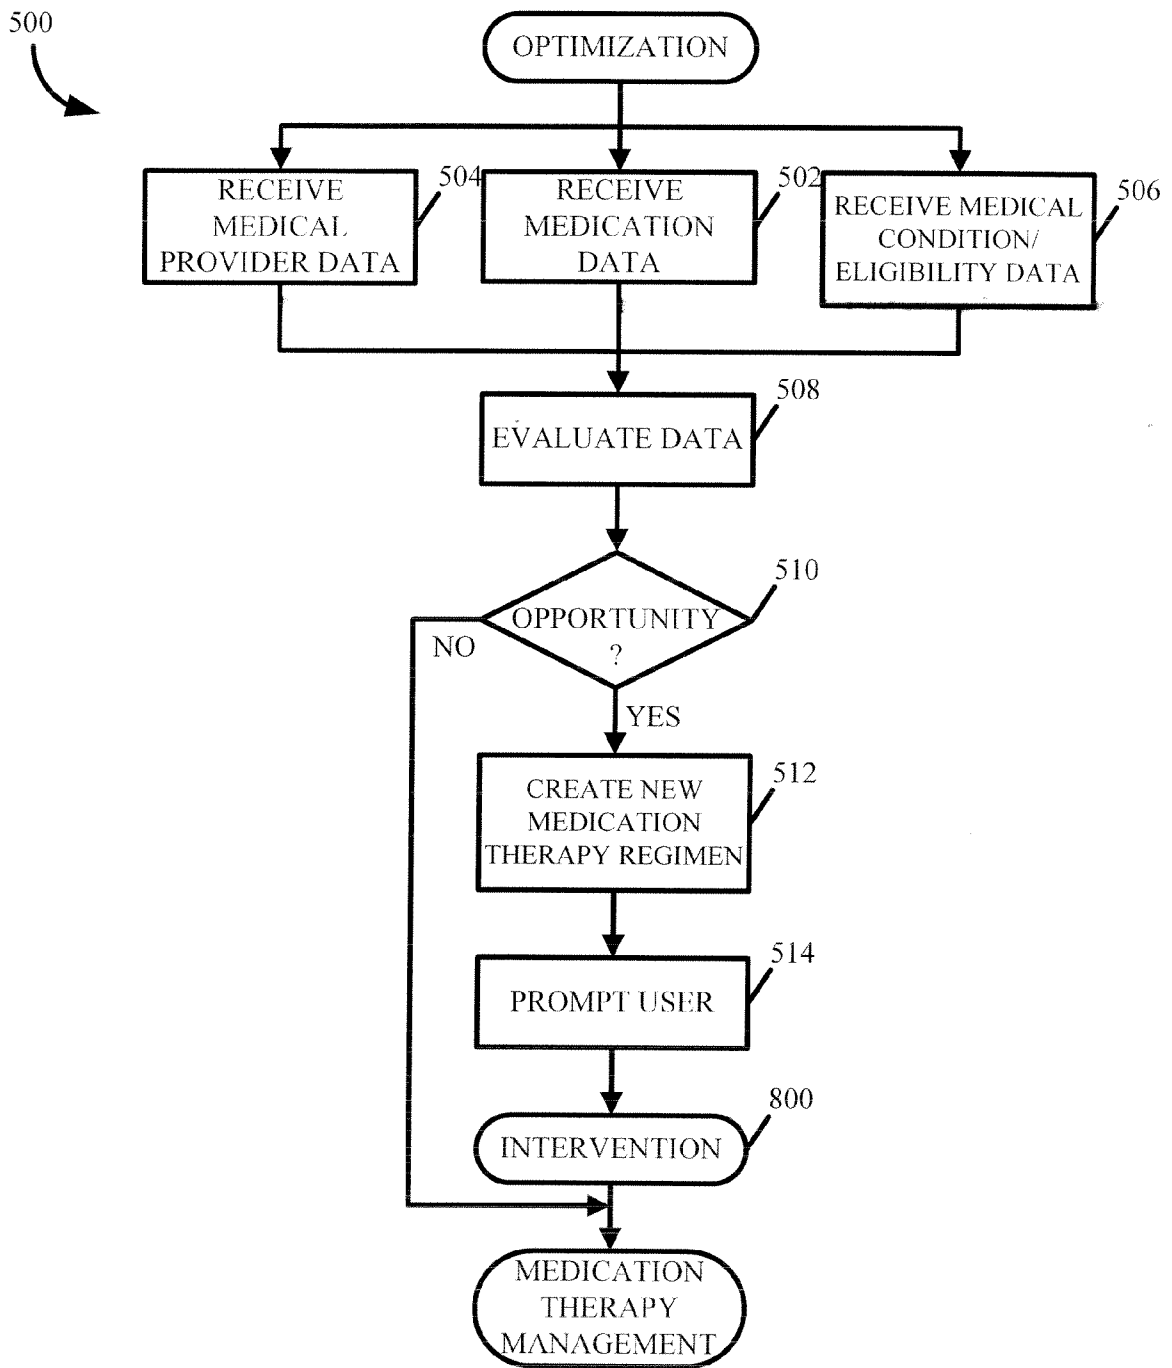 500
OPTIMIZATION
504
RECEIVE
MEDICAL
PROVIDER DATA
502
RECEIVE
MEDICATION
DATA
506
RECEIVE MEDICAL
CONDITION/
ELIGIBILITY DATA
508
EVALUATE DATA
510
OPPORTUNITY
?
NO
YES
512
CREATE NEW
MEDICATION
THERAPY REGIMEN
514
PROMPT USER
800
INTERVENTION
MEDICATION
THERAPY
MANAGEMENT